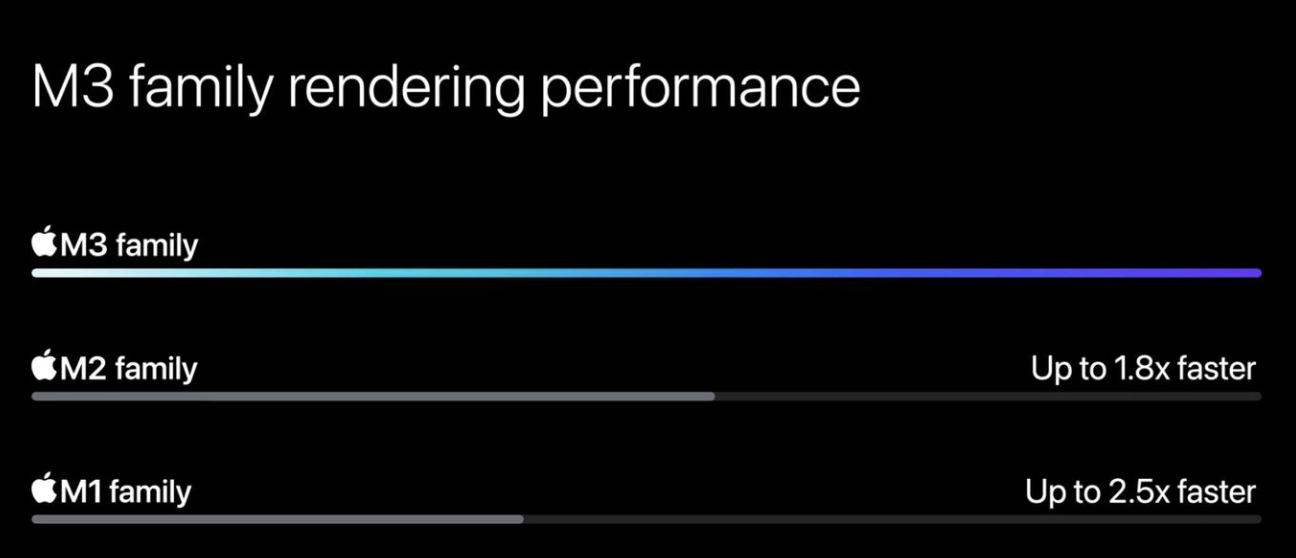 M3 family rendering performance
M3 family
M2 family
Up to 1.8x faster
M1 family
Up to 2.5x faster